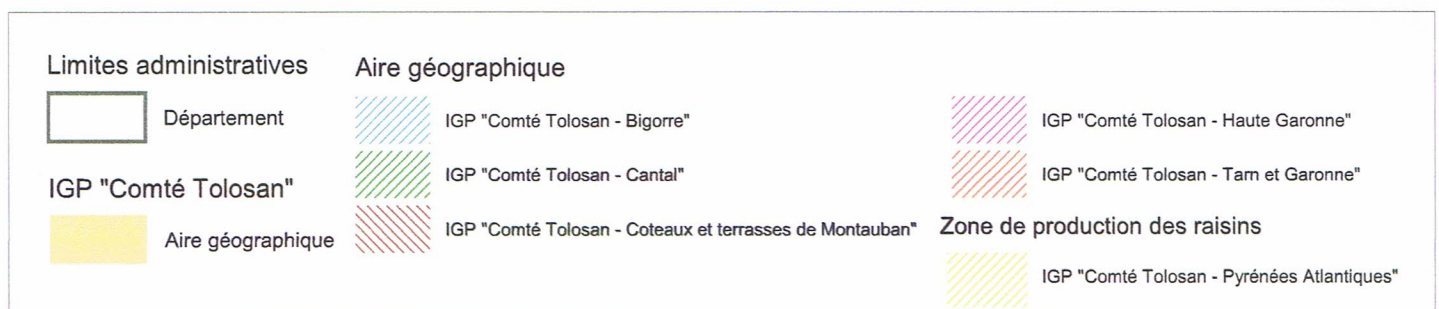 Limites administratives
Département
IGP "Comté Tolosan"
Aire géographique
Aire géographique
IGP "Comté Tolosan - Bigorre"
IGP "Comté Tolosan - Cantal"
IGP "Comté Tolosan - Coteaux et terrasses de Montauban"
IGP "Comté Tolosan - Haute Garonne"
IGP "Comté Tolosan - Tarn et Garonne"
Zone de production des raisins
IGP "Comté Tolosan - Pyrénées Atlantiques"